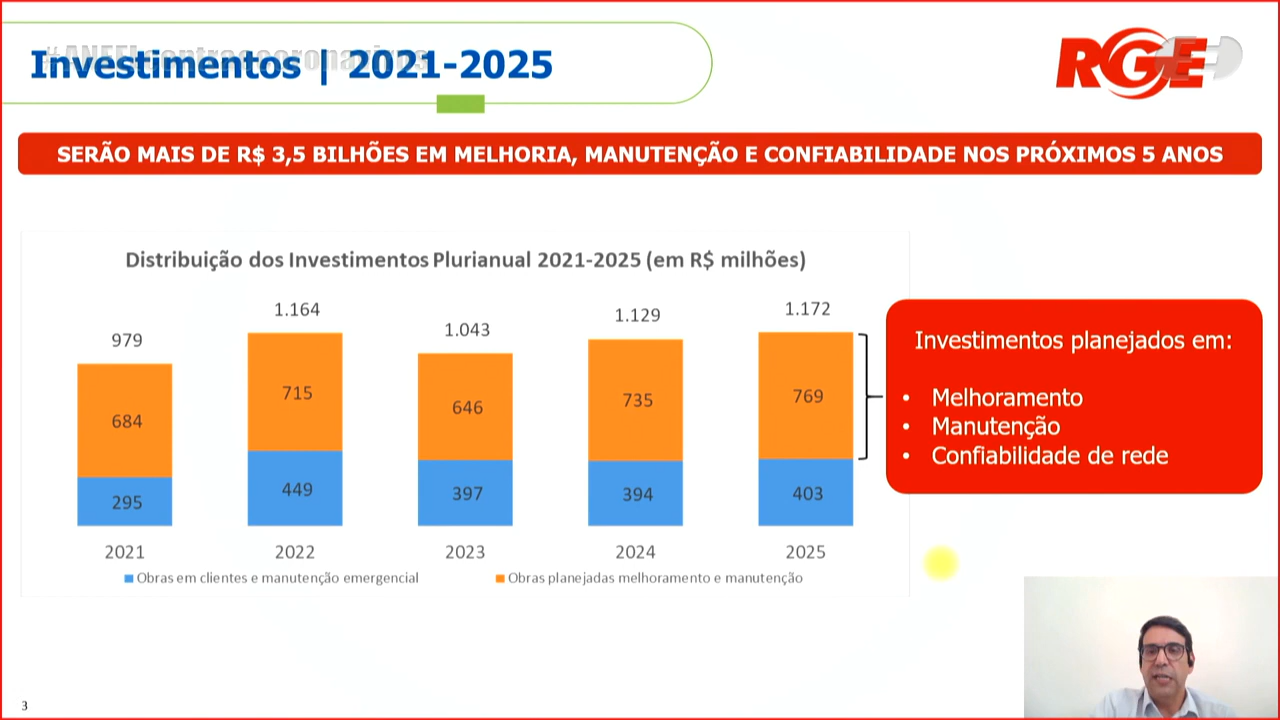 #ANEELcontraocoronavírus
Investimentos | 2021-2025
RGE
SERÃO MAIS DE R$ 3,5 BILHÕES EM MELHORIA, MANUTENÇÃO E CONFIABILIDADE NOS PRÓXIMOS 5 ANOS
Distribuição dos Investimentos Plurianual 2021-2025 (em R$ milhões)
979 1.164 1.043 1.129 1.172
684 715 646 735 769
295 449 397 394 403
2021 2022 2023 2024 2025
Obras em clientes e manutenção emergencial Obras planejadas melhoramento e manutenção
Investimentos planejados em:
• Melhoramento
• Manutenção
• Confiabilidade de rede
3